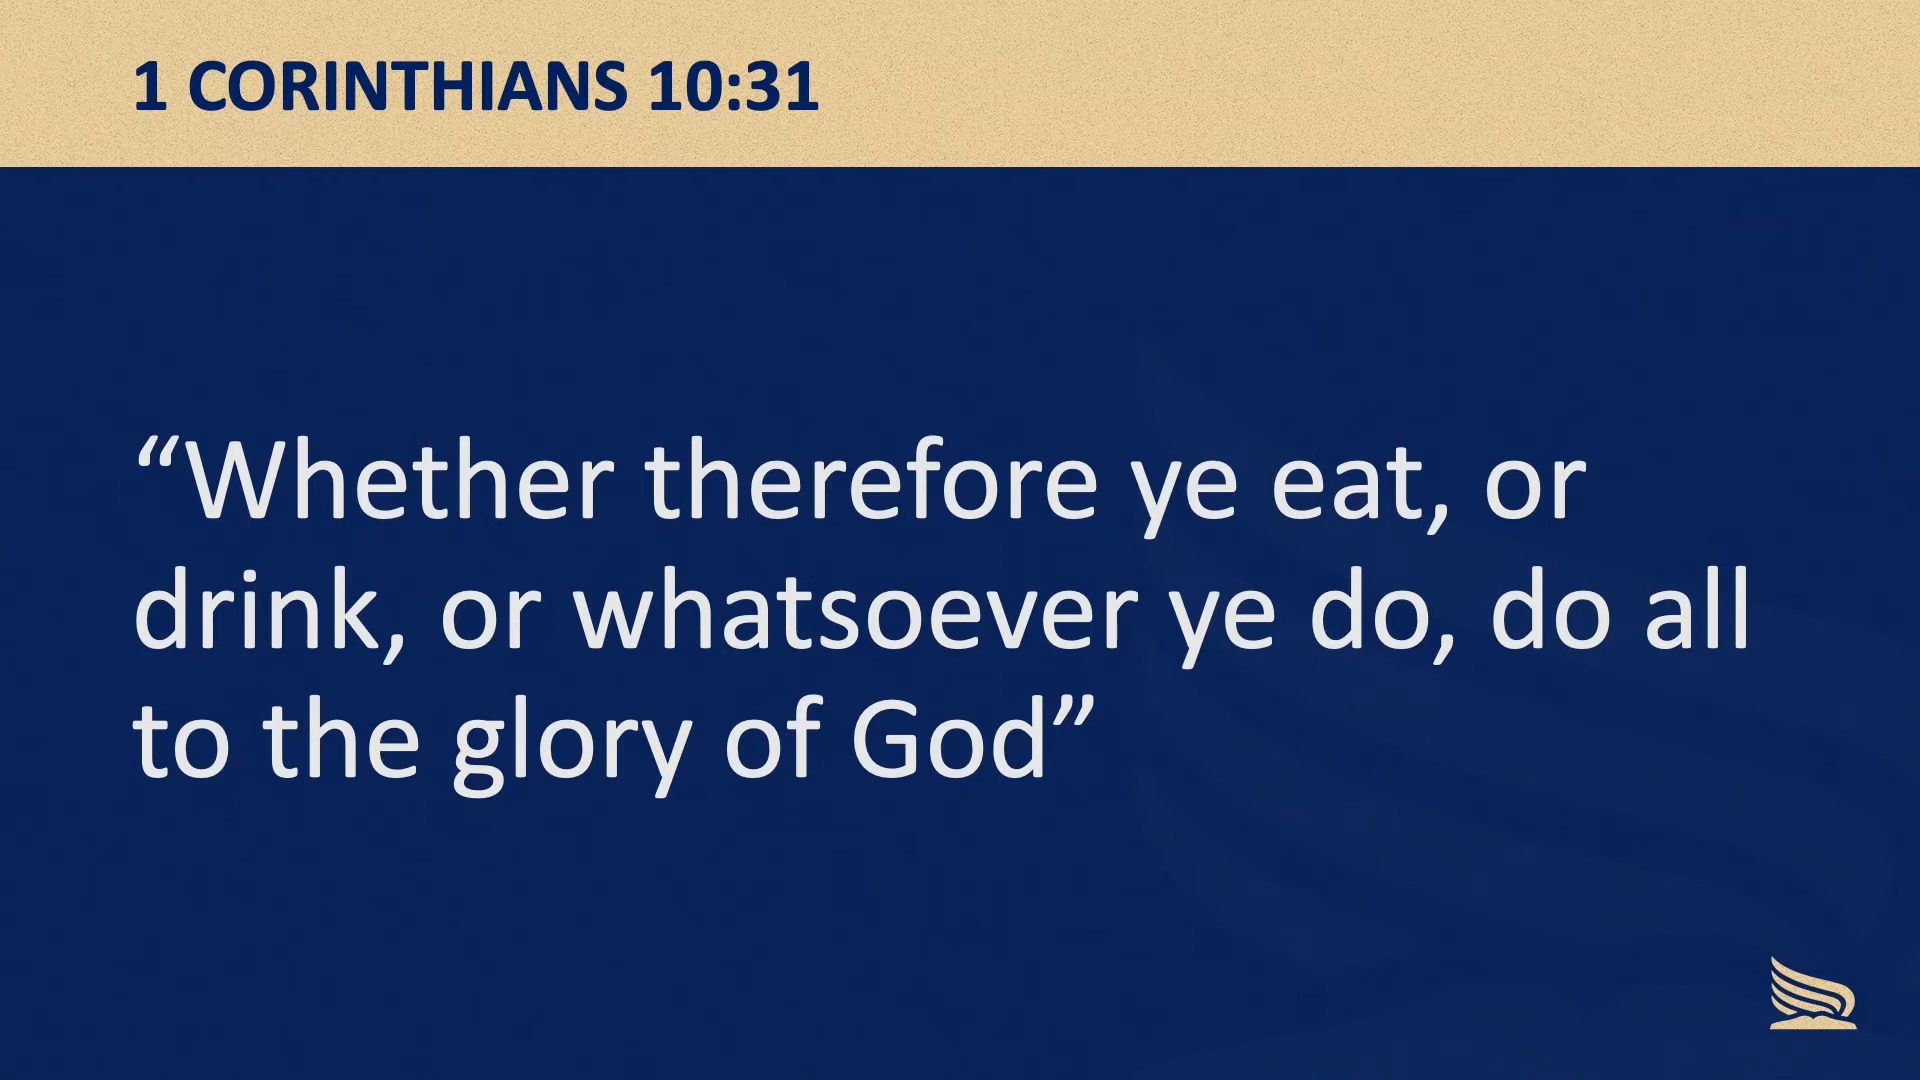 1 CORINTHIANS 10:31
“Whether therefore ye eat, or
drink, or whatsoever ye do, do all
to the glory of God”